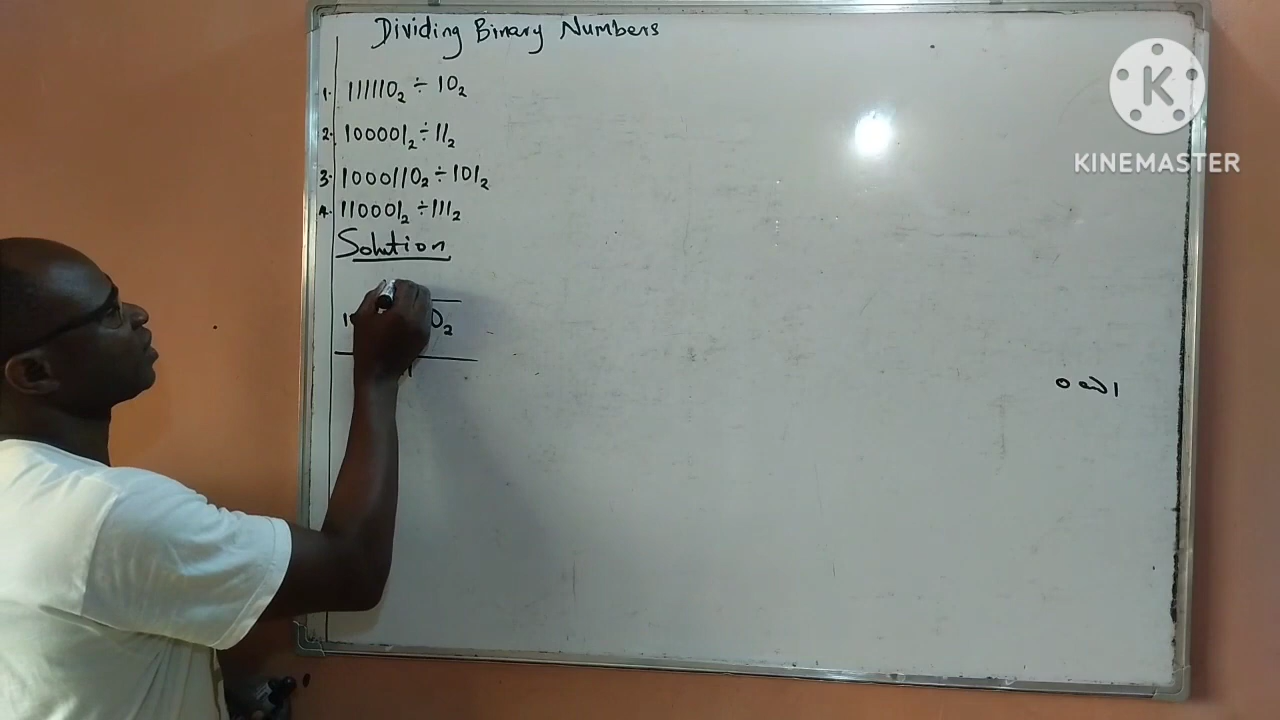 Dividing Binary Numbers
1. 111110₂ ÷ 10₂
2. 100001₂ ÷ 11₂
3. 1000110₂ ÷ 101₂
4. 110001₂ ÷ 111₂
Solution
K
KINEMASTER